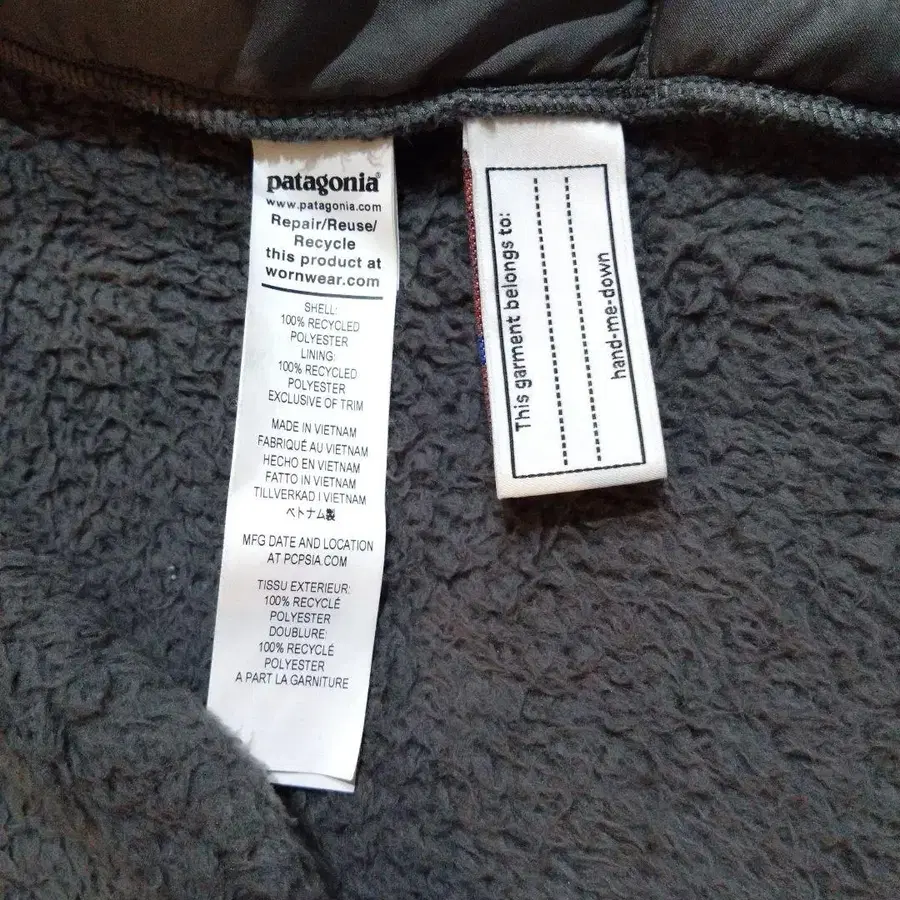 patagonia®
www.patagonia.com
Repair/Reuse/
Recycle
this product at
wornwear.com
SHELL:
100% RECYCLED
POLYESTER
LINING:
100% RECYCLED
POLYESTER
EXCLUSIVE OF TRIM
MADE IN VIETNAM
FABRIQUÉ AU VIETNAM
HECHO EN VIETNAM
FATTO IN VIETNAM
TILLVERKAD I VIETNAM
ベトナム製
MFG DATE AND LOCATION
AT PCPSIA.COM
TISSU EXTERIEUR:
100% RECYCLÉ
POLYESTER
DOUBLURE:
100% RECYCLÉ
POLYESTER
A PART LA GARNITURE
This garment belongs to:
hand-me-down